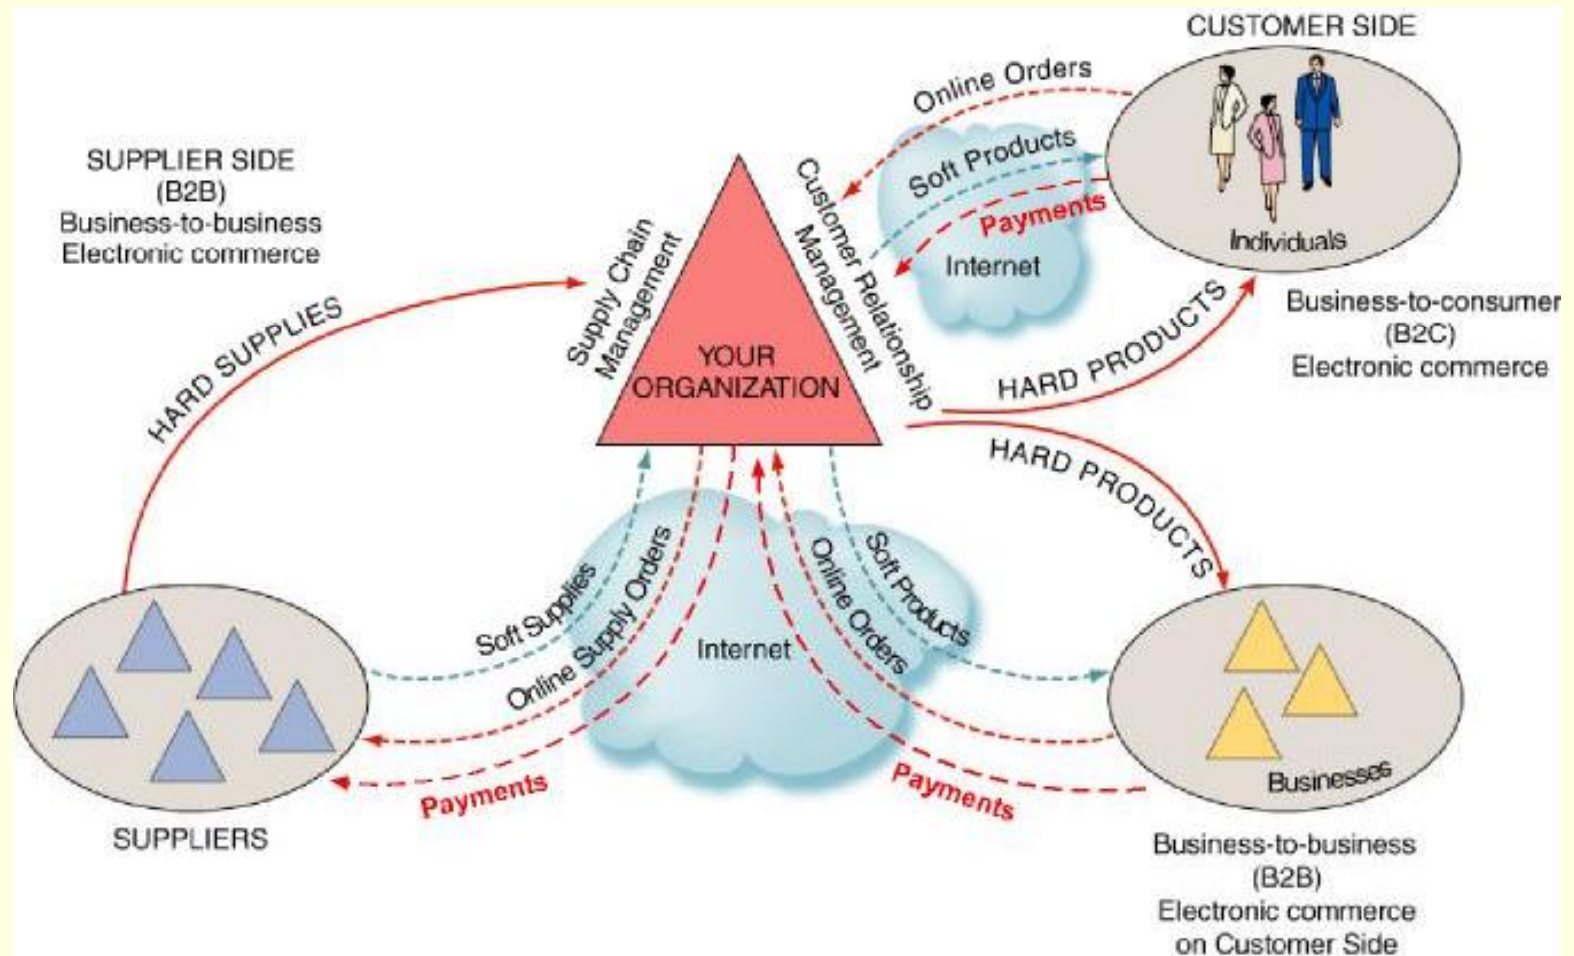 CUSTOMER SIDE
Online Orders
Soft Products
Payments
Internet
Individuals
SUPPLIER SIDE
(B2B)
Business-to-business
Electronic commerce
HARD SUPPLIES
Supply Chain
Management
YOUR
ORGANIZATION
Customer Relationship
Management
HARD PRODUCTS
Business-to-consumer
(B2C)
Electronic commerce
HARD PRODUCTS
Soft Supplies
Online Supply Orders
Payments
Internet
Online Orders
Soft Products
Payments
SUPPLIERS
Businesses
Business-to-business
(B2B)
Electronic commerce
on Customer Side